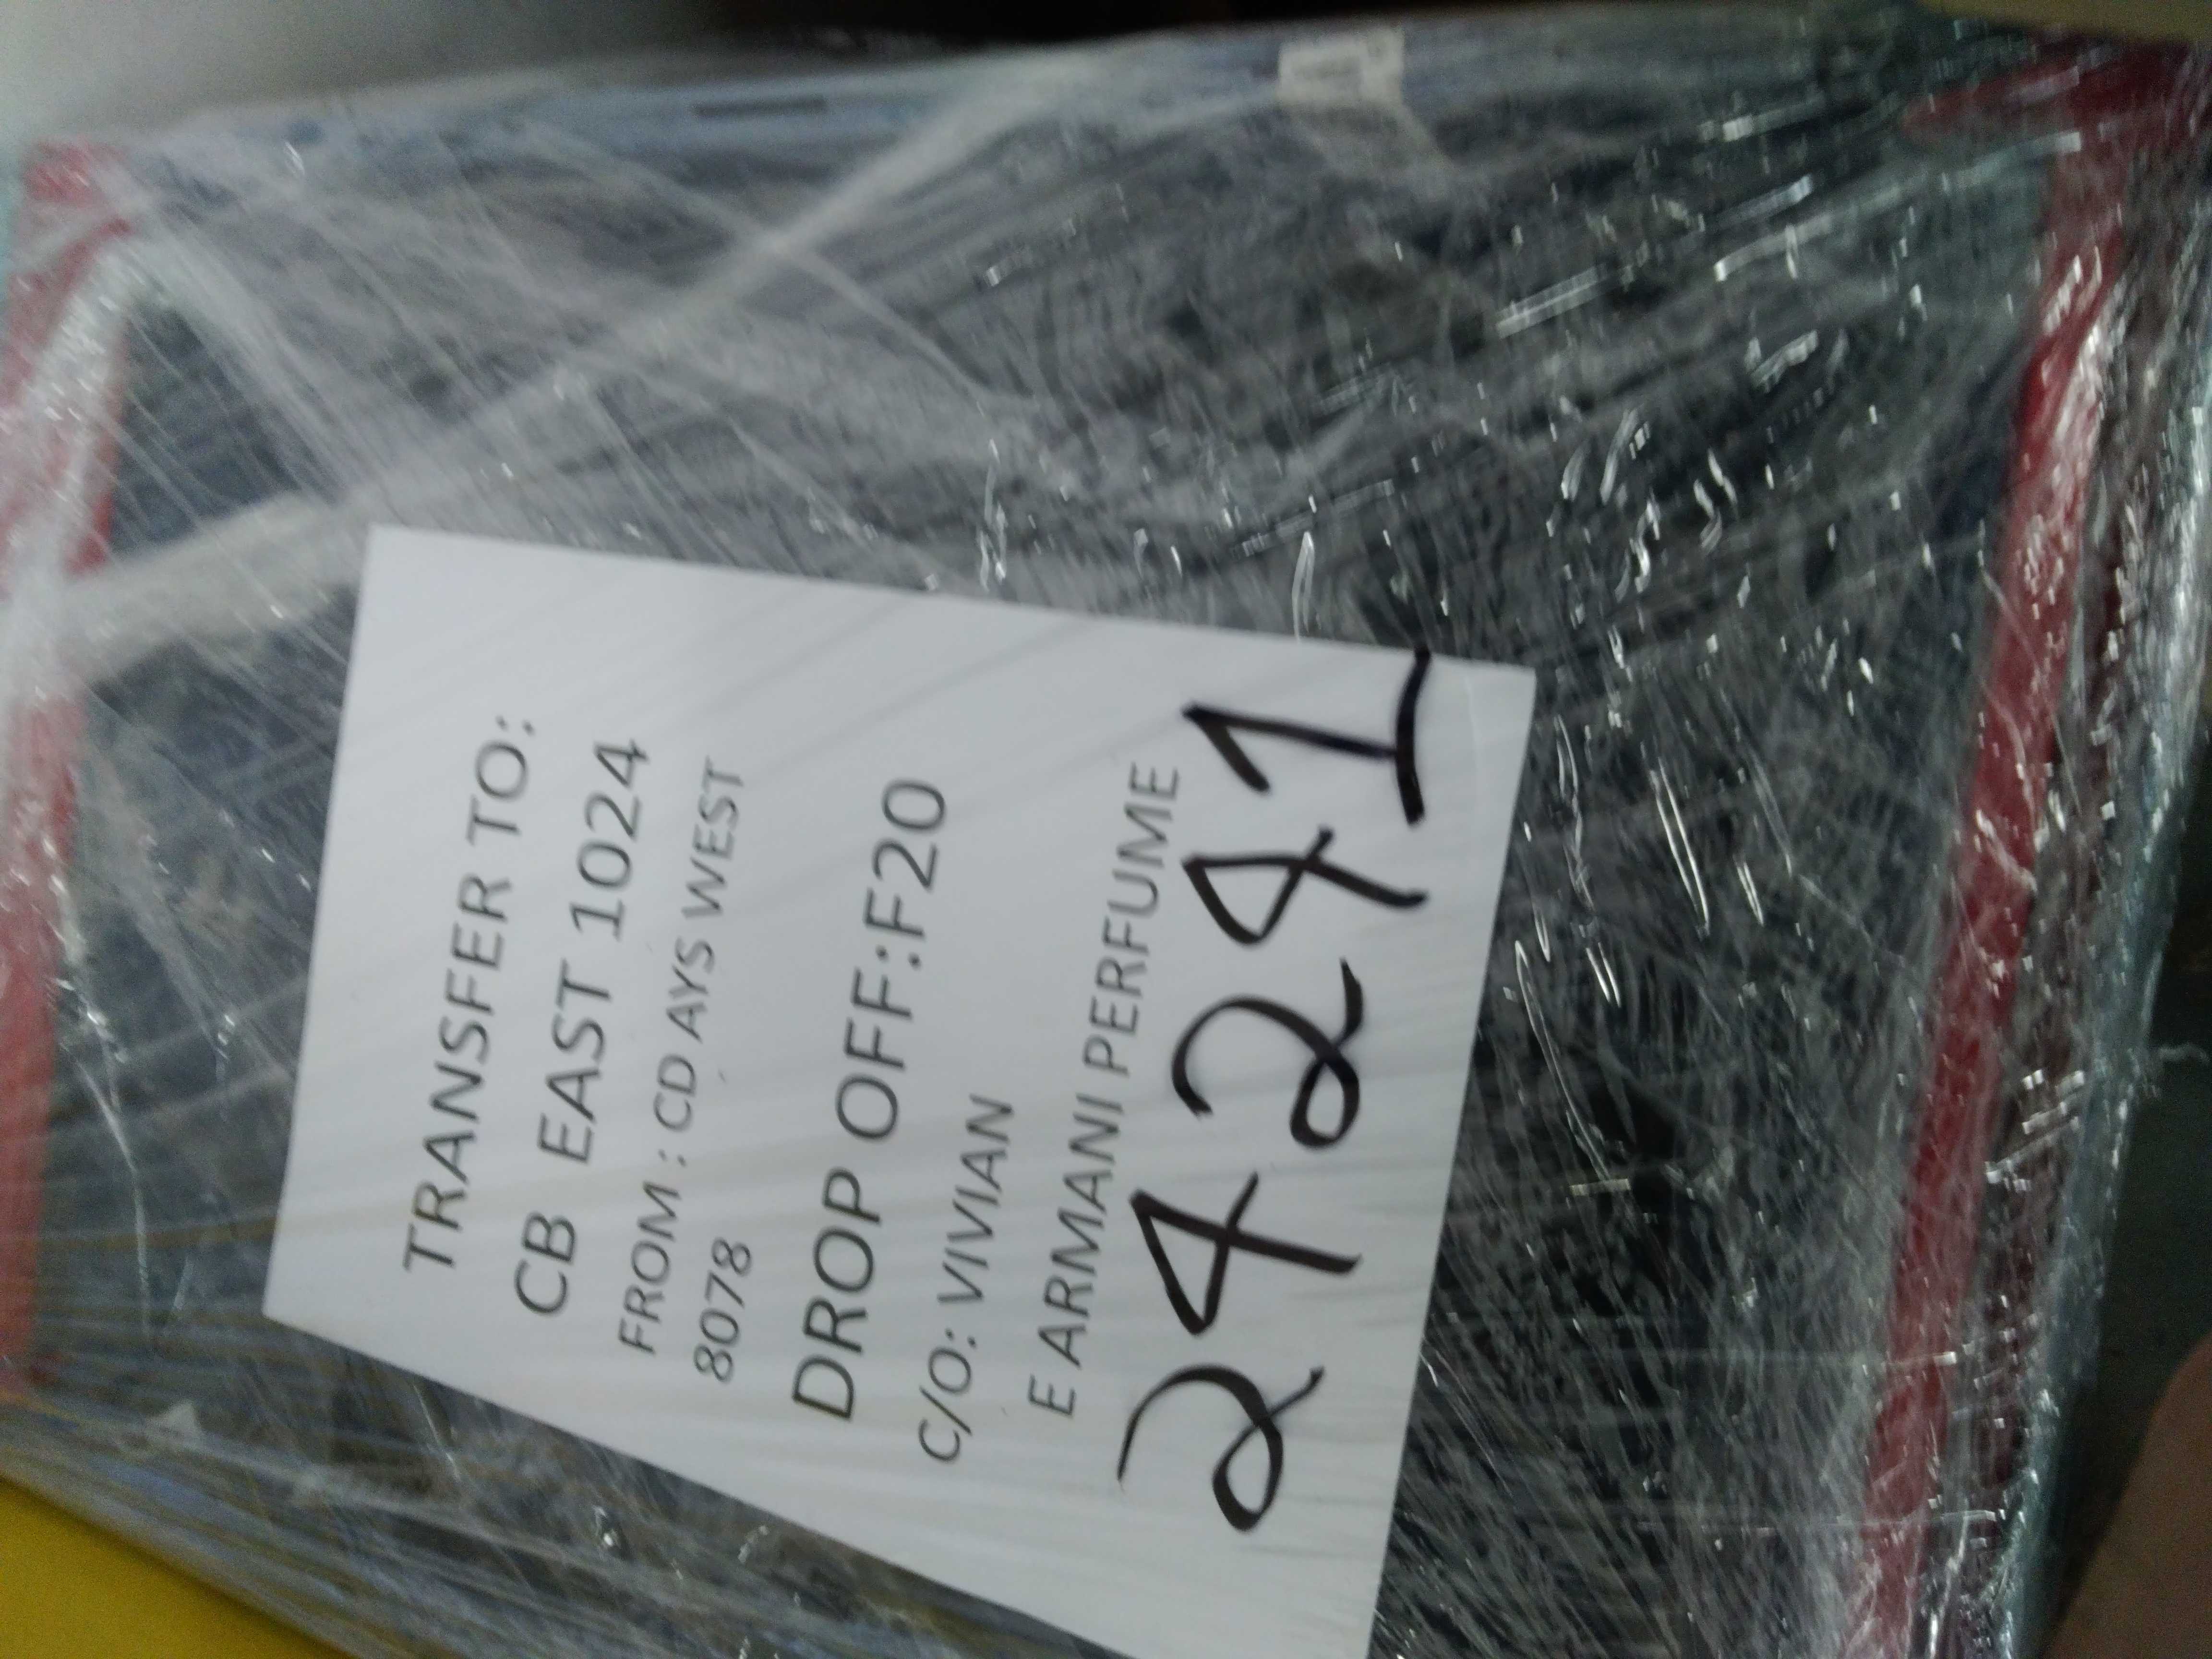 TRANSFER TO:
CB EAST 1024
FROM : CD AYS WEST
8078
DROP OFF:F20
C/O: VIVIAN
E ARMANI PERFUME
24241